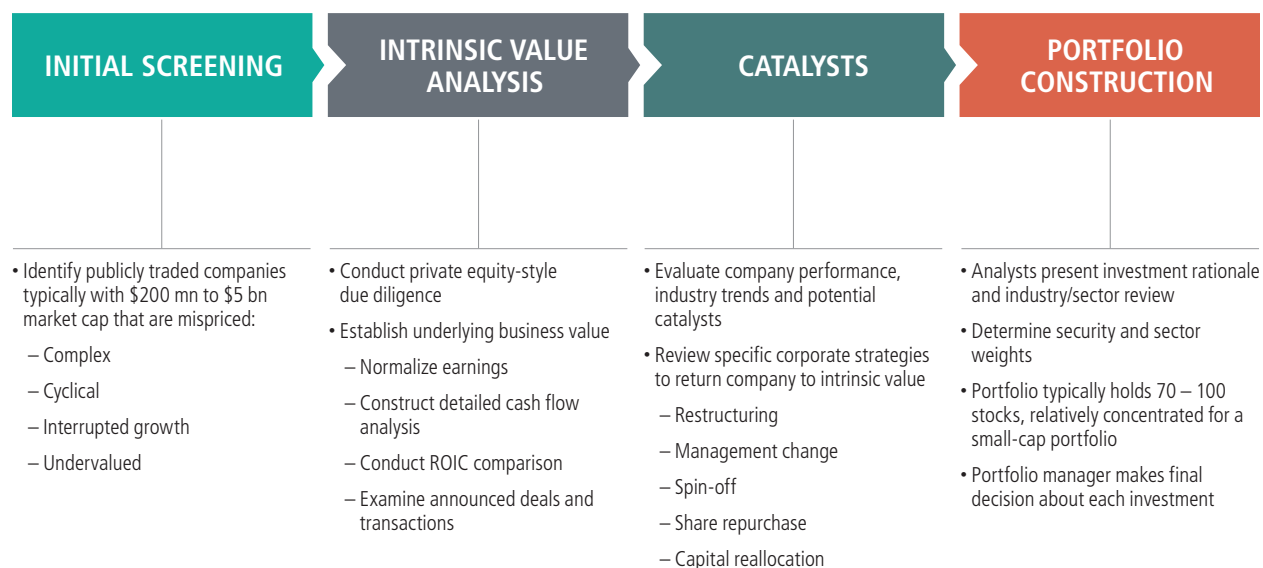 INITIAL SCREENING
INTRINSIC VALUE
ANALYSIS
CATALYSTS
PORTFOLIO
CONSTRUCTION
• Identify publicly traded companies
typically with $200 mn to $5 bn
market cap that are mispriced:
– Complex
– Cyclical
– Interrupted growth
– Undervalued
• Conduct private equity-style
due diligence
• Establish underlying business value
– Normalize earnings
– Construct detailed cash flow
analysis
– Conduct ROIC comparison
– Examine announced deals and
transactions
• Evaluate company performance,
industry trends and potential
catalysts
• Review specific corporate strategies
to return company to intrinsic value
– Restructuring
– Management change
– Spin-off
– Share repurchase
– Capital reallocation
• Analysts present investment rationale
and industry/sector review
• Determine security and sector
weights
• Portfolio typically holds 70 – 100
stocks, relatively concentrated for a
small-cap portfolio
• Portfolio manager makes final
decision about each investment